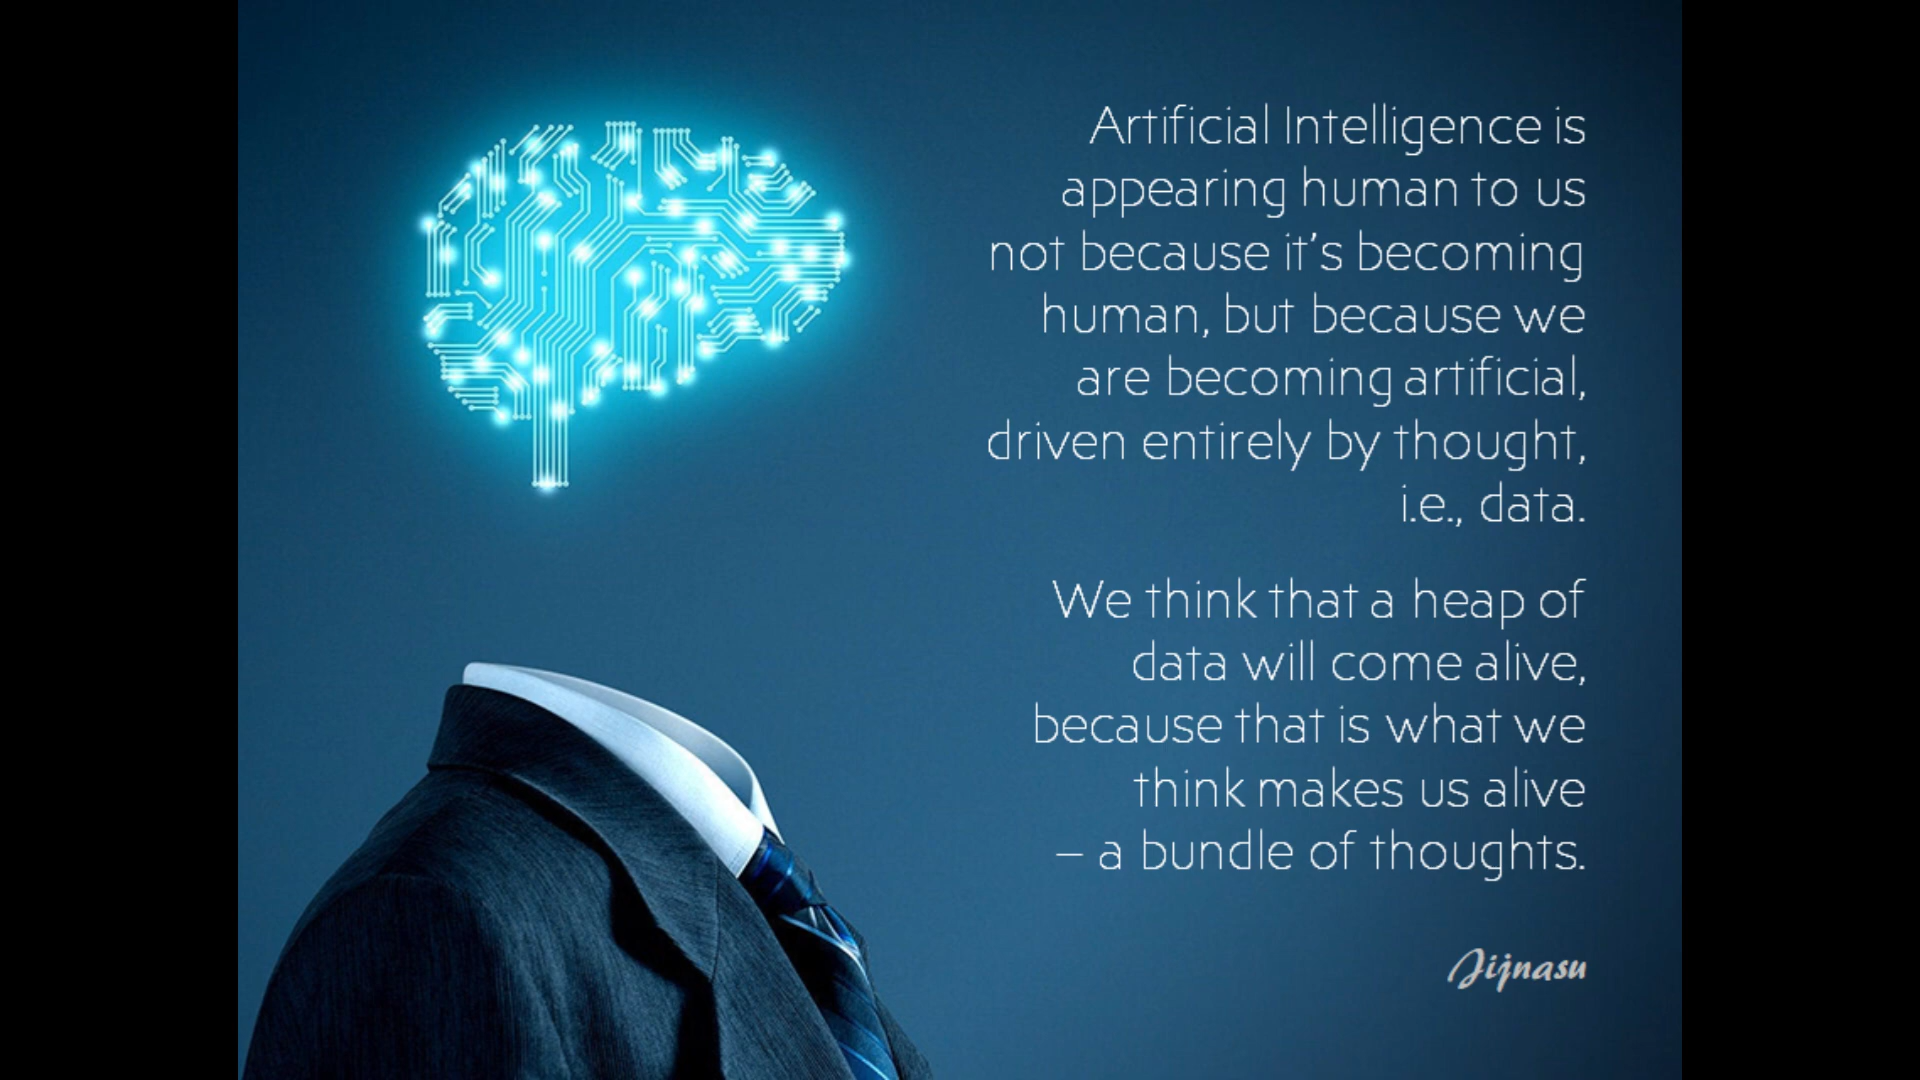 Artificial Intelligence is
appearing human to us
not because it's becoming
human, but because we
are becoming artificial,
driven entirely by thought,
i.e., data.
We think that a heap of
data will come alive,
because that is what we
think makes us alive
– a bundle of thoughts.
Jijnasu